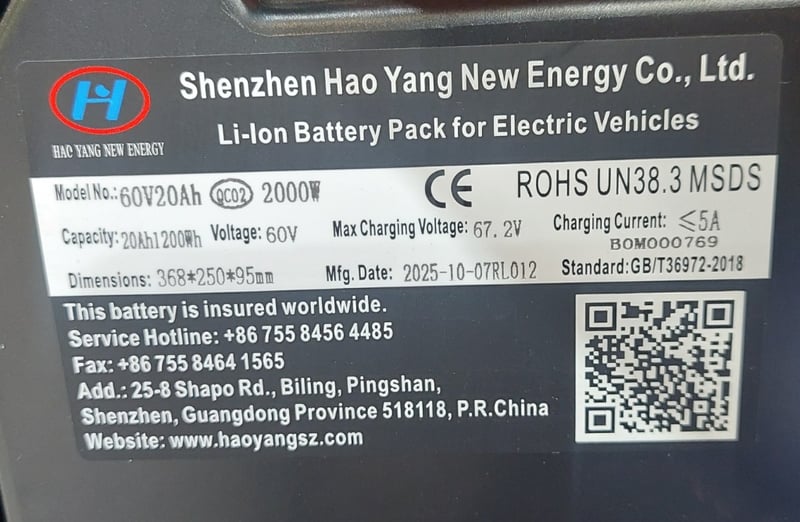 Shenzhen Hao Yang New Energy Co., Ltd.
HAO YANG NEW ENERGY
Li-Ion Battery Pack for Electric Vehicles
Model No.: 60V20Ah QC02 2000W CE ROHS UN38.3 MSDS
Capacity: 20Ah1200Wh Voltage: 60V Max Charging Voltage: 67.2V Charging Current: ≤5A
BOM000769
Dimensions: 368*250*95mm Mfg. Date: 2025-10-07RL012 Standard:GB/T36972-2018
This battery is insured worldwide.
Service Hotline: +86 755 8456 4485
Fax: +86 755 8464 1565
Add.: 25-8 Shapo Rd., Biling, Pingshan,
Shenzhen, Guangdong Province 518118, P.R.China
Website: www.haoyangsz.com